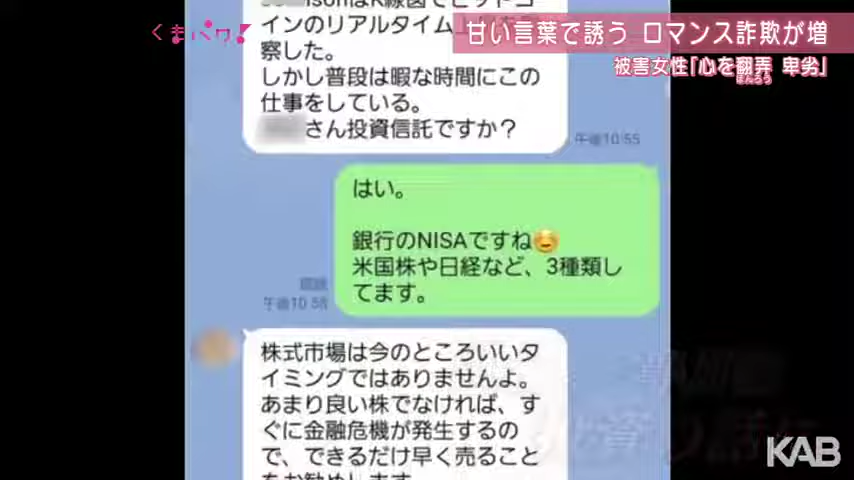 くまパワ!
甘い言葉で誘う ロマンス詐欺が増
被害女性「心を翻弄 卑劣」
ほんろう
インのリアルタイム
察した。
しかし普段は暇な時間にこの
仕事をしている。
さん投資信託ですか?
午後10:55
はい。
銀行のNISAですね😊
米国株や日経など、3種類し
てます。
既読
午後10:58
株式市場は今のところいいタ
イミングではありませんよ。
あまり良い株でなければ、す
ぐに金融危機が発生するの
で、できるだけ早く売ること
をお勧めします
KAB